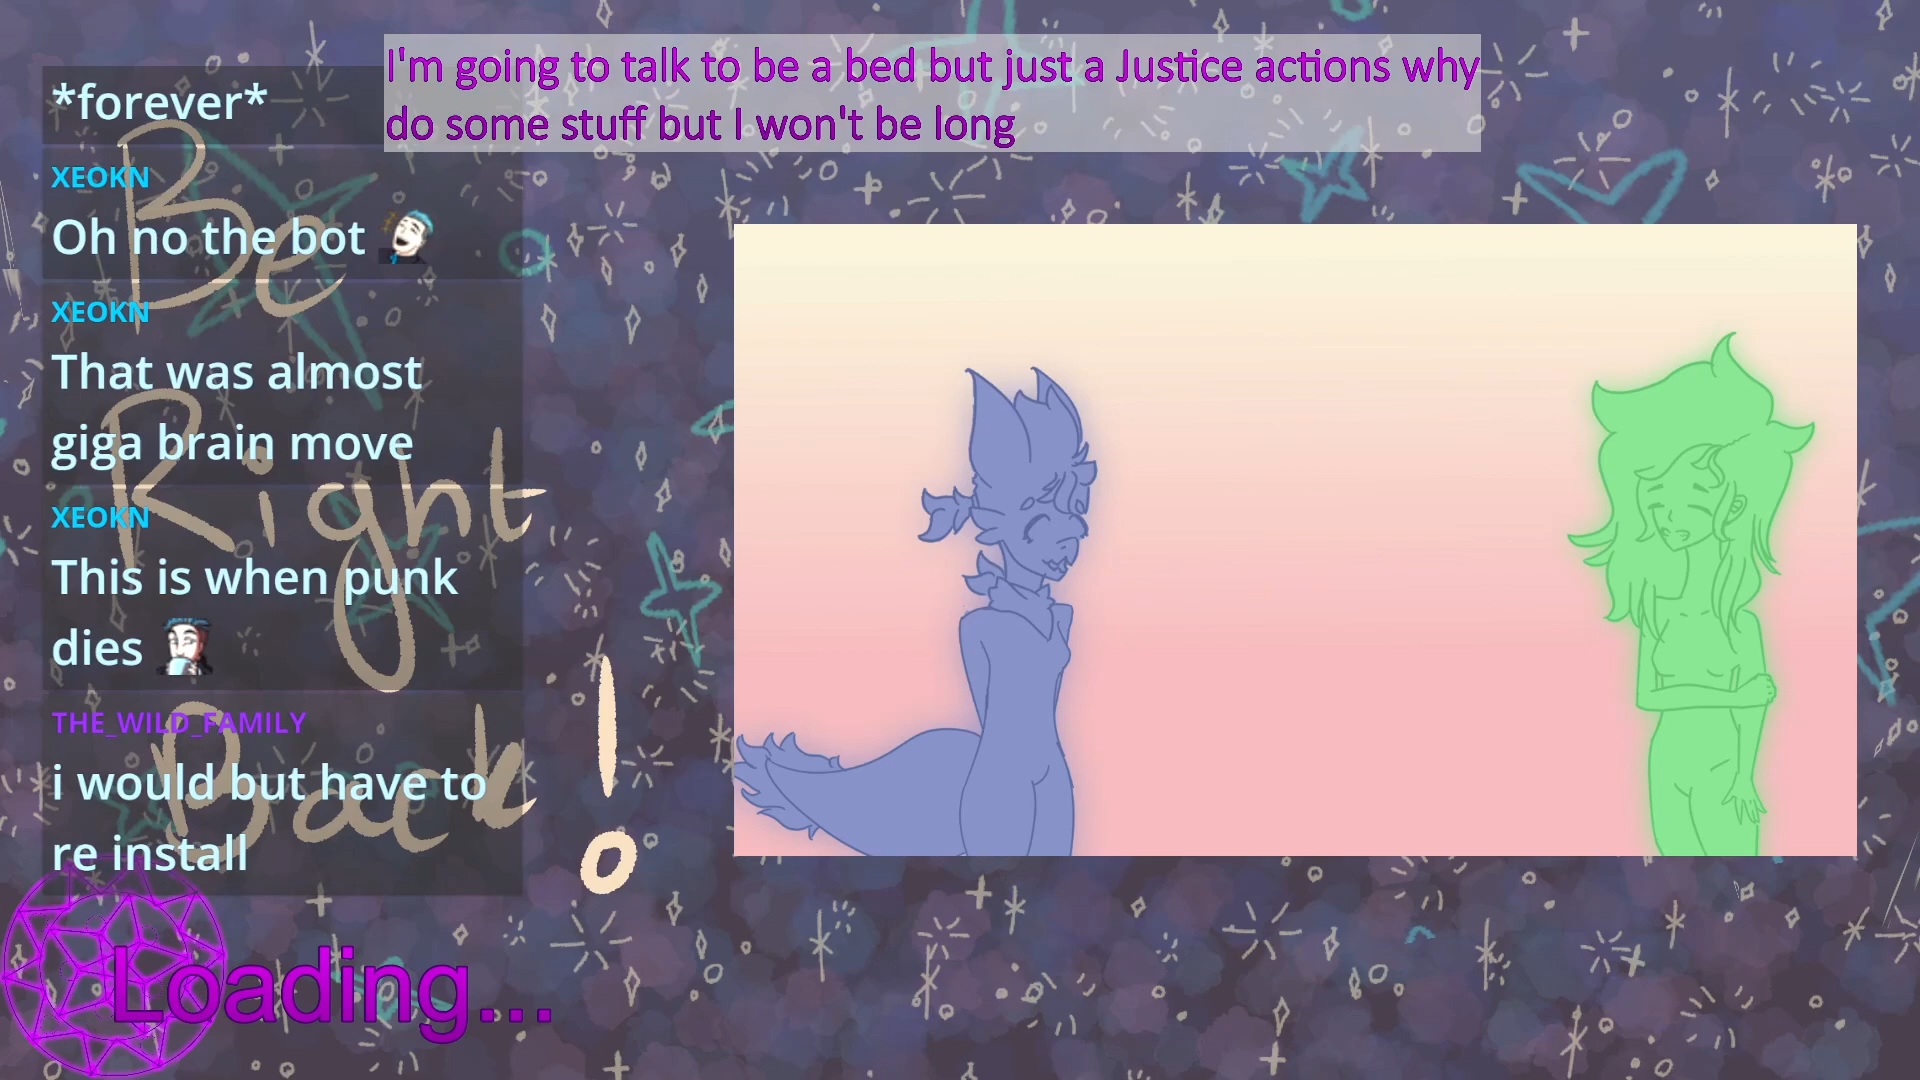 I'm going to talk to be a bed but just a Justice actions why
do some stuff but I won't be long
*forever*
XEOKN
Oh no the bot
XEOKN
That was almost
giga brain move
XEOKN
This is when punk
dies
THE_WILD_FAMILY
i would but have to
re install
Be
Right
Back!
Loading...